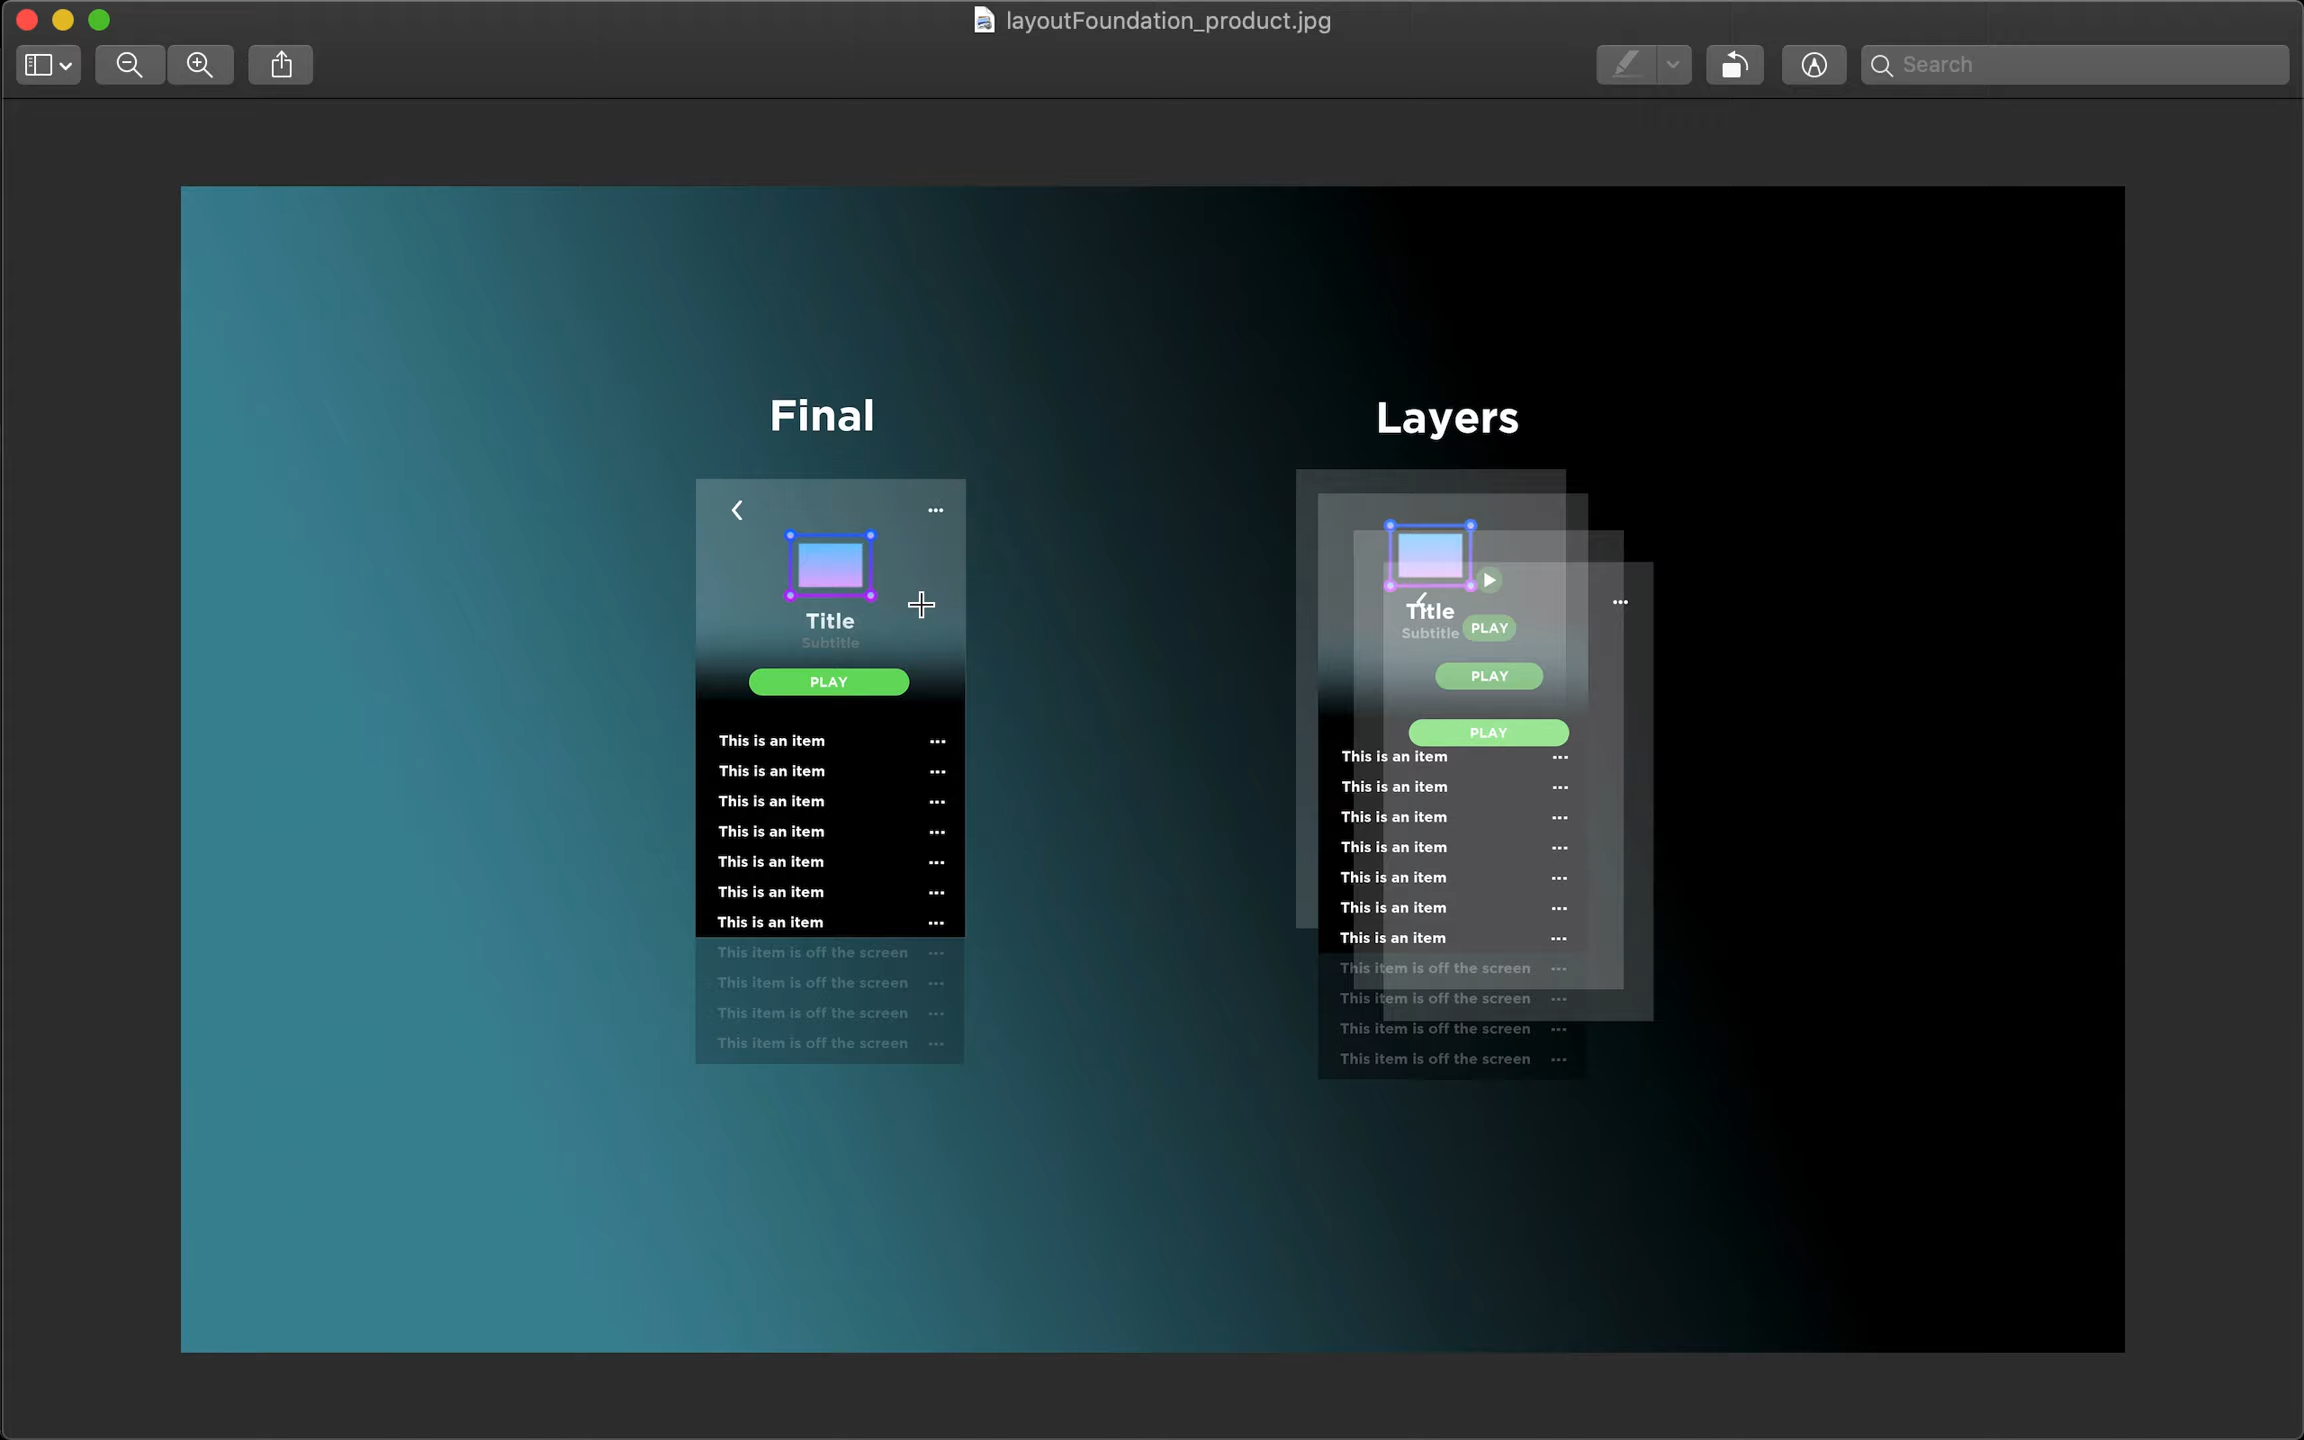 layoutFoundation_product.jpg
Search
Final
Title
Subtitle
PLAY
This is an item
This is an item
This is an item
This is an item
This is an item
This is an item
This is an item
This item is off the screen
This item is off the screen
This item is off the screen
This item is off the screen
Layers
Title
Subtitle
PLAY
PLAY
PLAY
This is an item
This is an item
This is an item
This is an item
This is an item
This is an item
This is an item
This item is off the screen
This item is off the screen
This item is off the screen
This item is off the screen